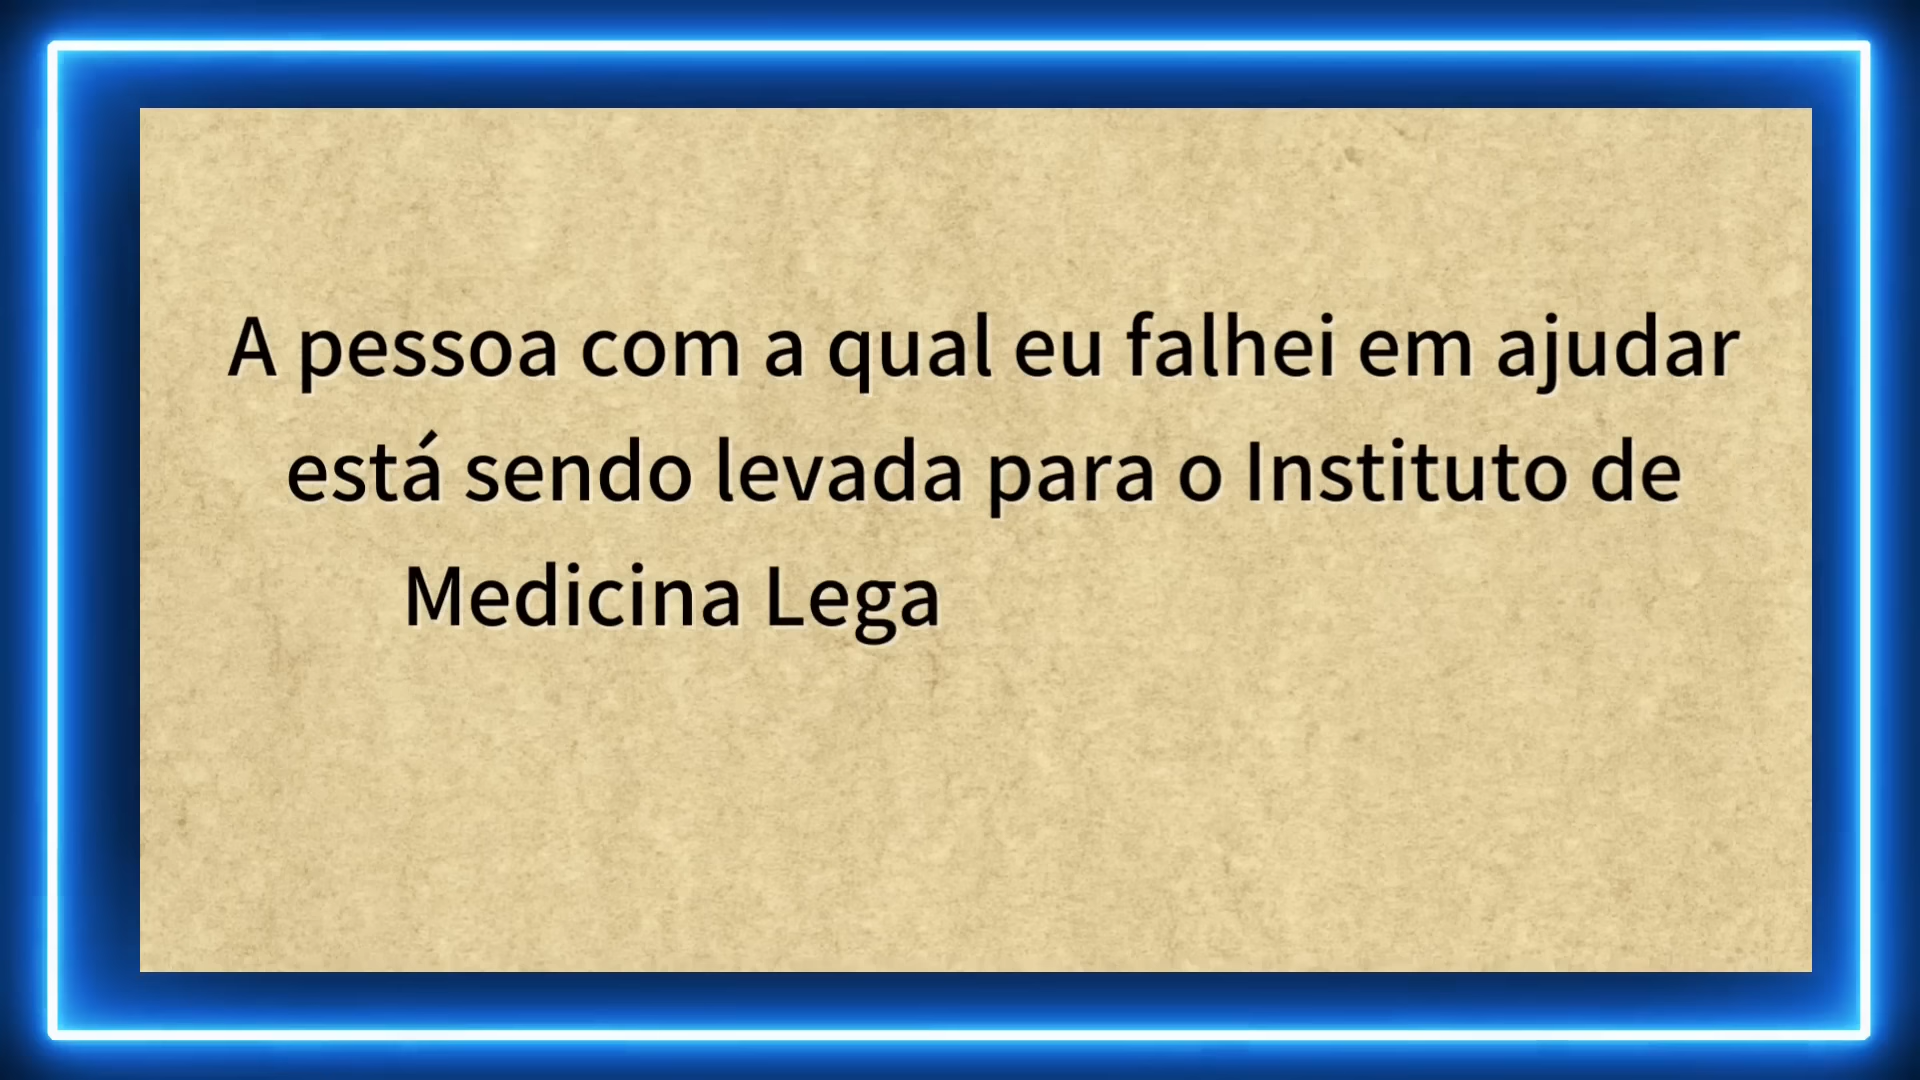 A pessoa com a qual eu falhei em ajudar
está sendo levada para o Instituto de
Medicina Lega